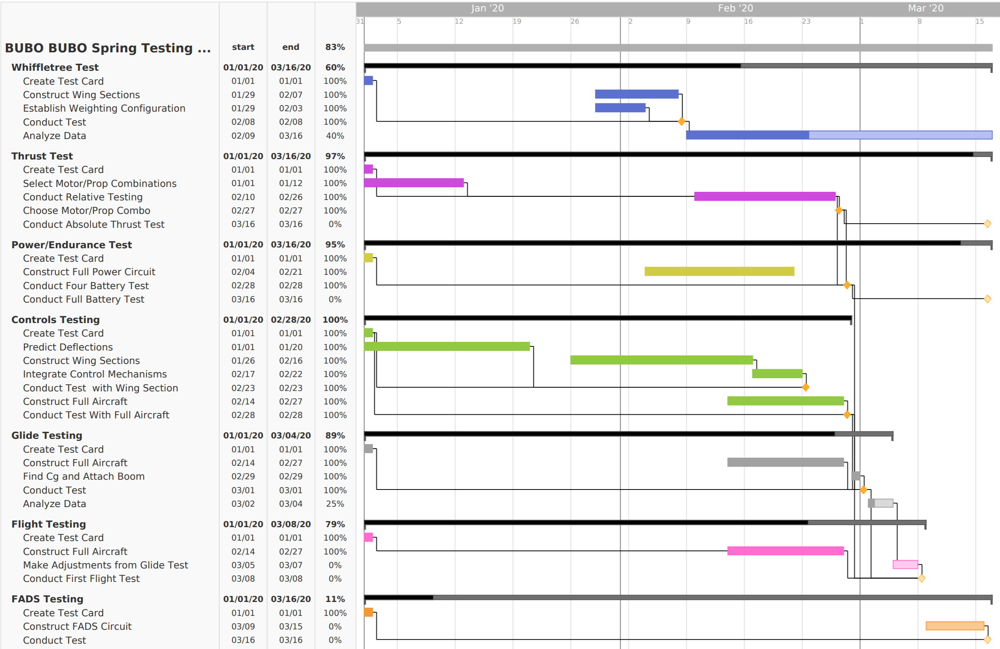 Jan '20 Feb '20 Mar '20
31 5 12 19 26 2 9 16 23 1 8 15
BUBO BUBO Spring Testing ... start end 83%
Whiffletree Test 01/01/20 03/16/20 60%
Create Test Card 01/01 01/01 100%
Construct Wing Sections 01/29 02/07 100%
Establish Weighting Configuration 01/29 02/03 100%
Conduct Test 02/08 02/08 100%
Analyze Data 02/09 03/16 40%
Thrust Test 01/01/20 03/16/20 97%
Create Test Card 01/01 01/01 100%
Select Motor/Prop Combinations 01/01 01/12 100%
Conduct Relative Testing 02/10 02/26 100%
Choose Motor/Prop Combo 02/27 02/27 100%
Conduct Absolute Thrust Test 03/16 03/16 0%
Power/Endurance Test 01/01/20 03/16/20 95%
Create Test Card 01/01 01/01 100%
Construct Full Power Circuit 02/04 02/21 100%
Conduct Four Battery Test 02/28 02/28 100%
Conduct Full Battery Test 03/16 03/16 0%
Controls Testing 01/01/20 02/28/20 100%
Create Test Card 01/01 01/01 100%
Predict Deflections 01/01 01/20 100%
Construct Wing Sections 01/26 02/16 100%
Integrate Control Mechanisms 02/17 02/22 100%
Conduct Test  with Wing Section 02/23 02/23 100%
Construct Full Aircraft 02/14 02/27 100%
Conduct Test With Full Aircraft 02/28 02/28 100%
Glide Testing 01/01/20 03/04/20 89%
Create Test Card 01/01 01/01 100%
Construct Full Aircraft 02/14 02/27 100%
Find Cg and Attach Boom 02/29 02/29 100%
Conduct Test 03/01 03/01 100%
Analyze Data 03/02 03/04 25%
Flight Testing 01/01/20 03/08/20 79%
Create Test Card 01/01 01/01 100%
Construct Full Aircraft 02/14 02/27 100%
Make Adjustments from Glide Test 03/05 03/07 0%
Conduct First Flight Test 03/08 03/08 0%
FADS Testing 01/01/20 03/16/20 11%
Create Test Card 01/01 01/01 100%
Construct FADS Circuit 03/09 03/15 0%
Conduct Test 03/16 03/16 0%